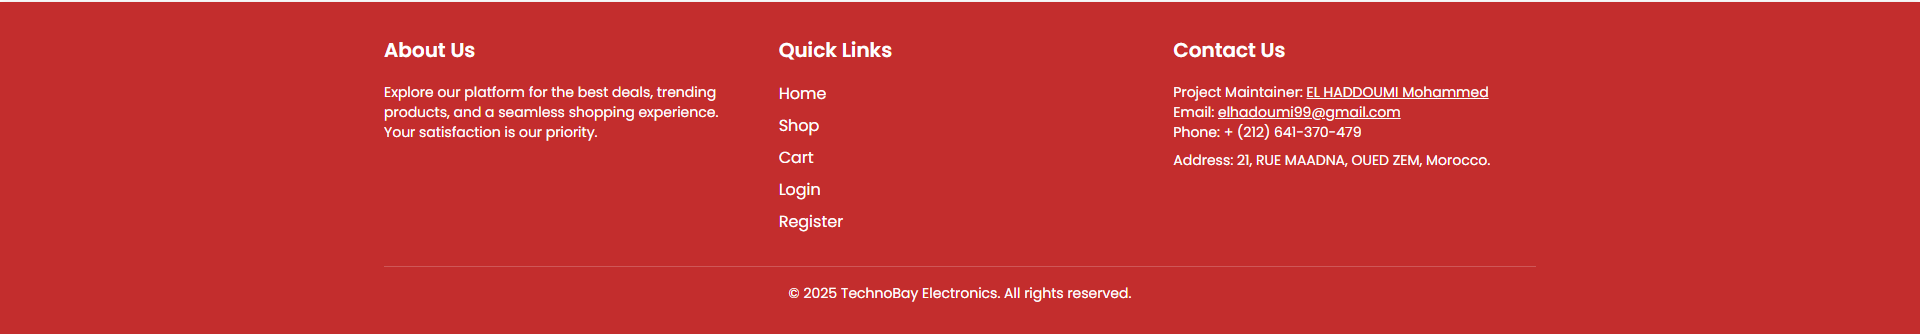 About Us
Explore our platform for the best deals, trending
products, and a seamless shopping experience.
Your satisfaction is our priority.
Quick Links
Home
Shop
Cart
Login
Register
Contact Us
Project Maintainer: EL HADDOUMI Mohammed
Email: elhadoumi99@gmail.com
Phone: + (212) 641-370-479
Address: 21, RUE MAADNA, OUED ZEM, Morocco.
© 2025 TechnoBay Electronics. All rights reserved.